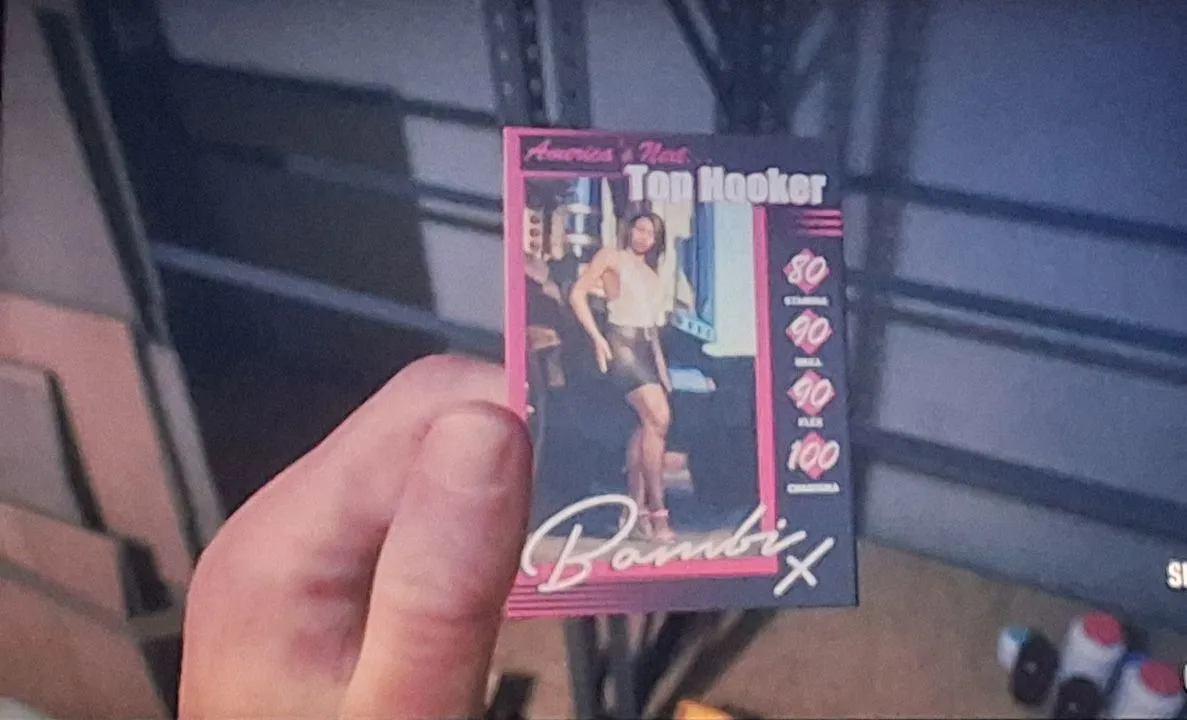 America's Next
Top Hooker
80
STAMINA
90
SKILL
90
FLEX
100
CHARISMA
Bambi x